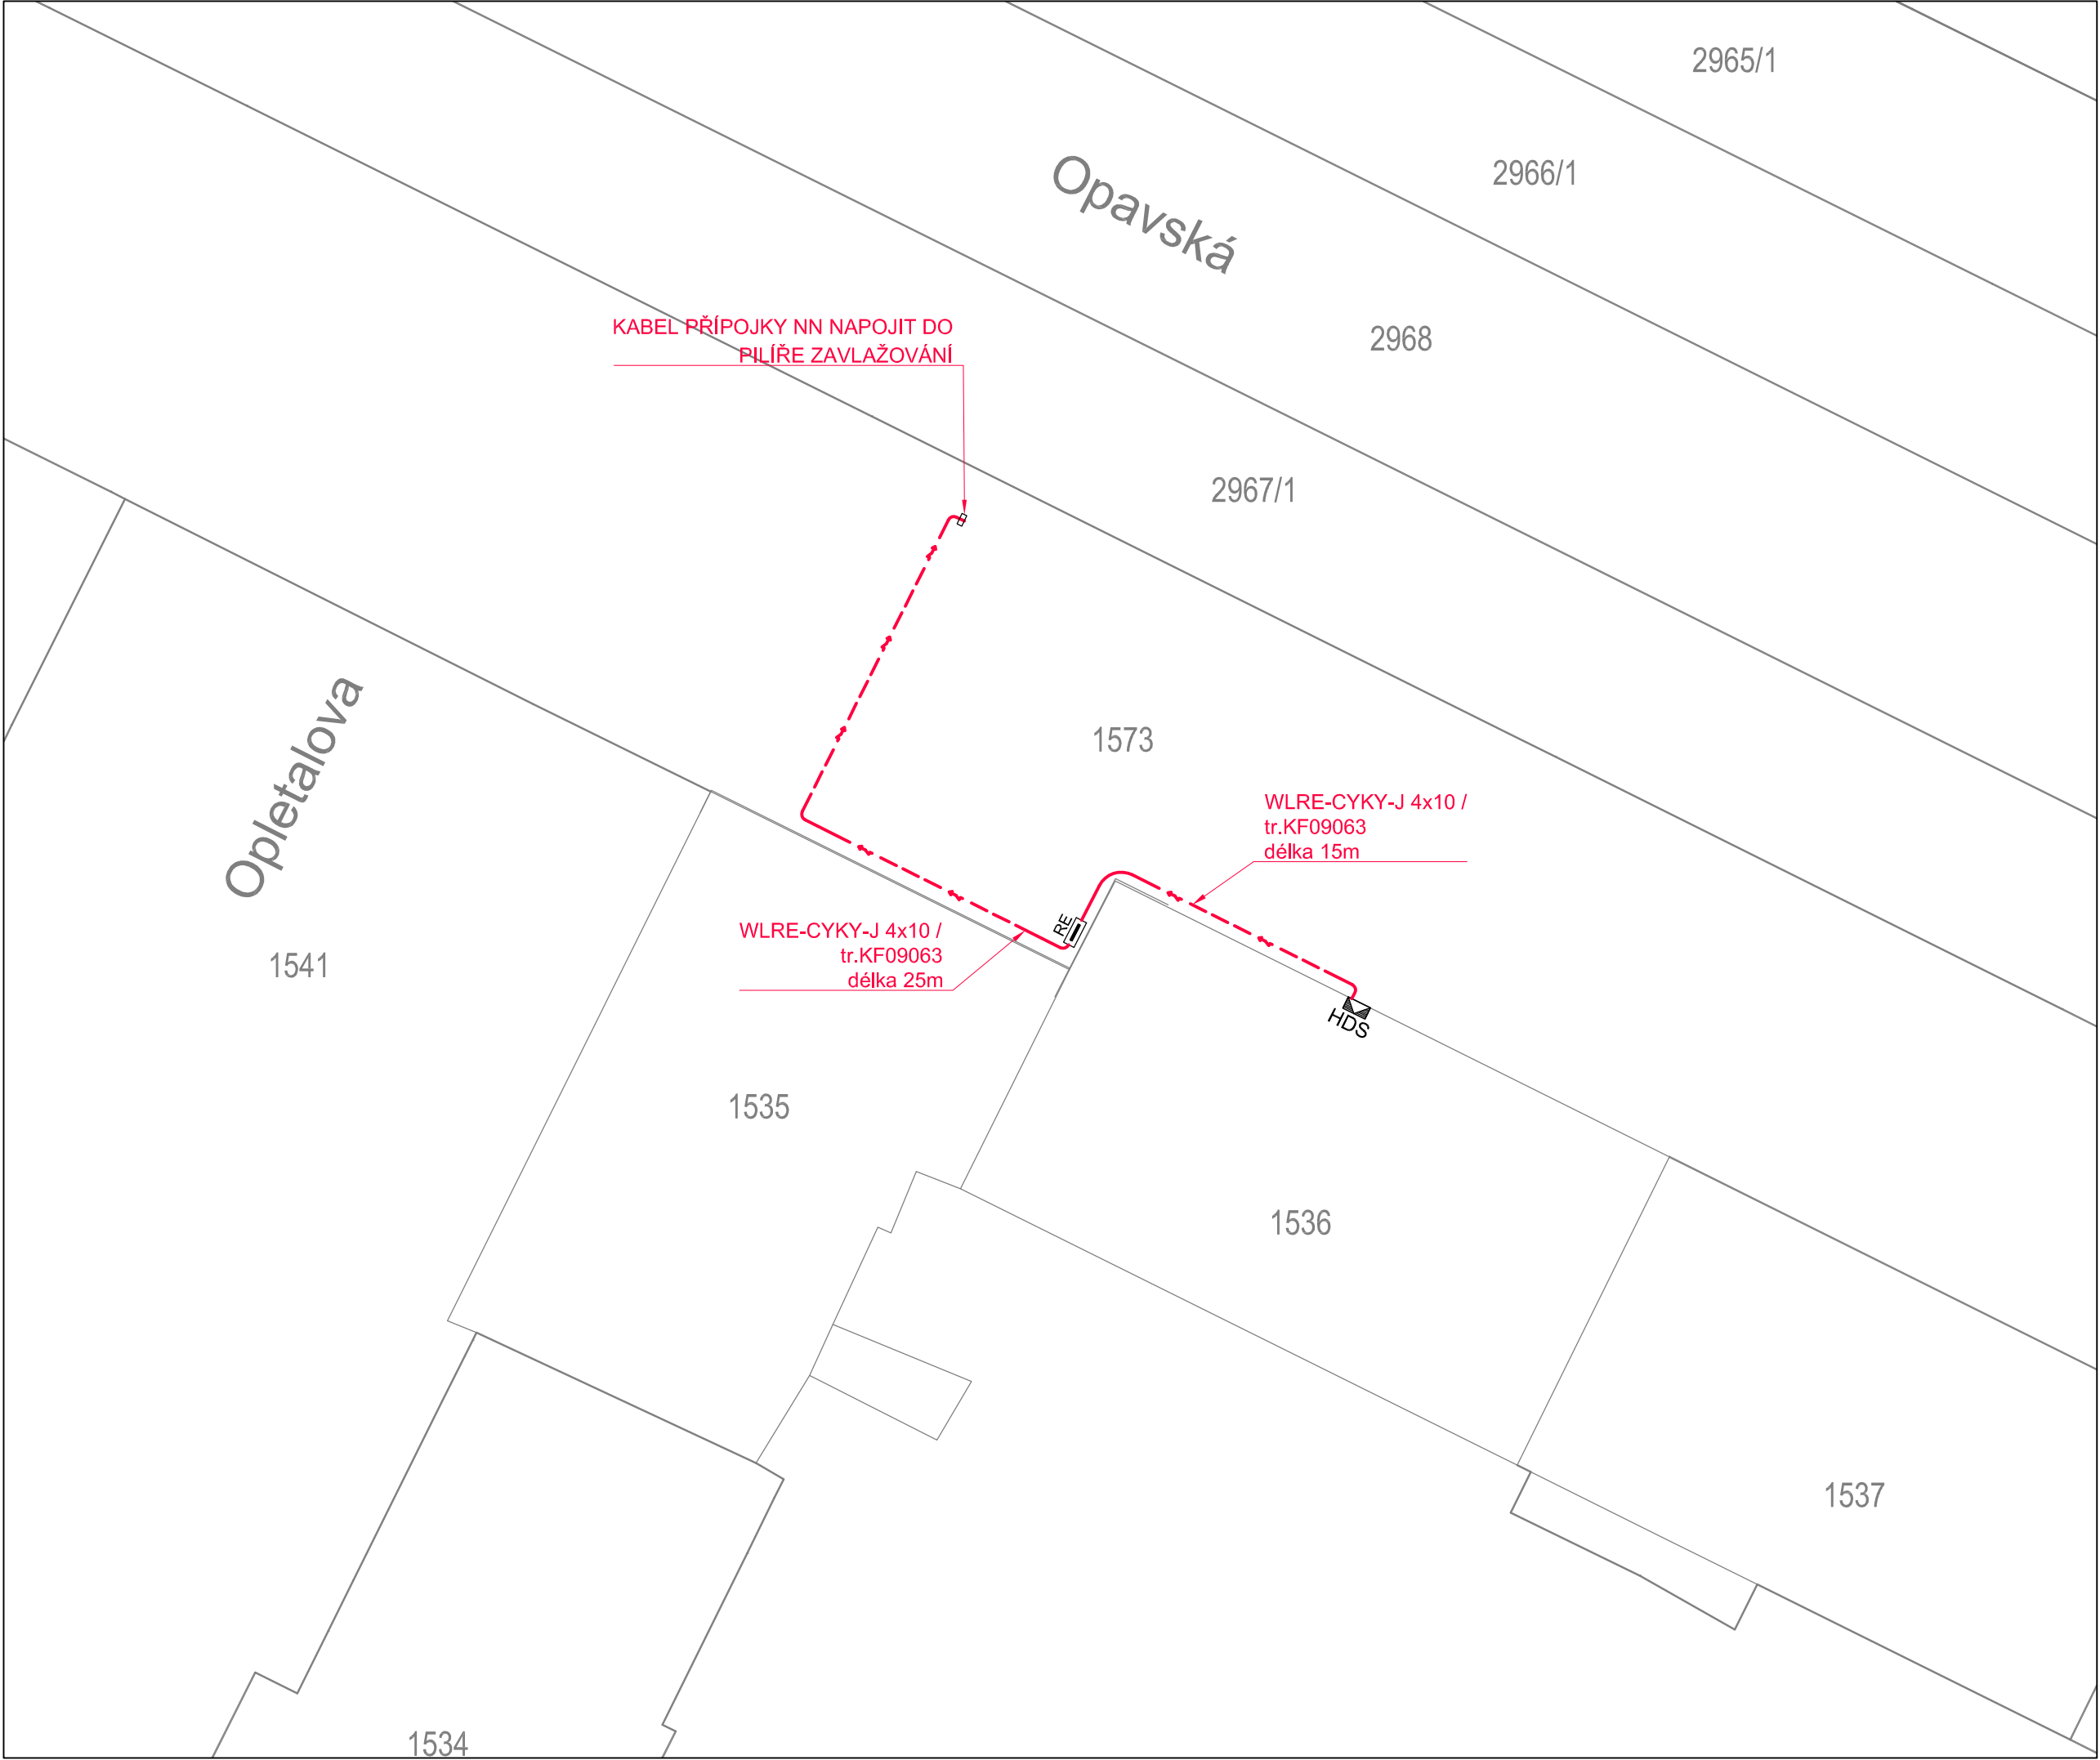 2965/1
2966/1
Opavská
KABEL PŘÍPOJKY NN NAPOJIT DO
PILÍŘE ZAVLAŽOVÁNÍ
2968
2967/1
1573
Opletalova
WLRE-CYKY-J 4x10 /
tr.KF09063
délka 15m
RE
WLRE-CYKY-J 4x10 /
tr.KF09063
délka 25m
1541
HDS
1535
1536
1537
1534